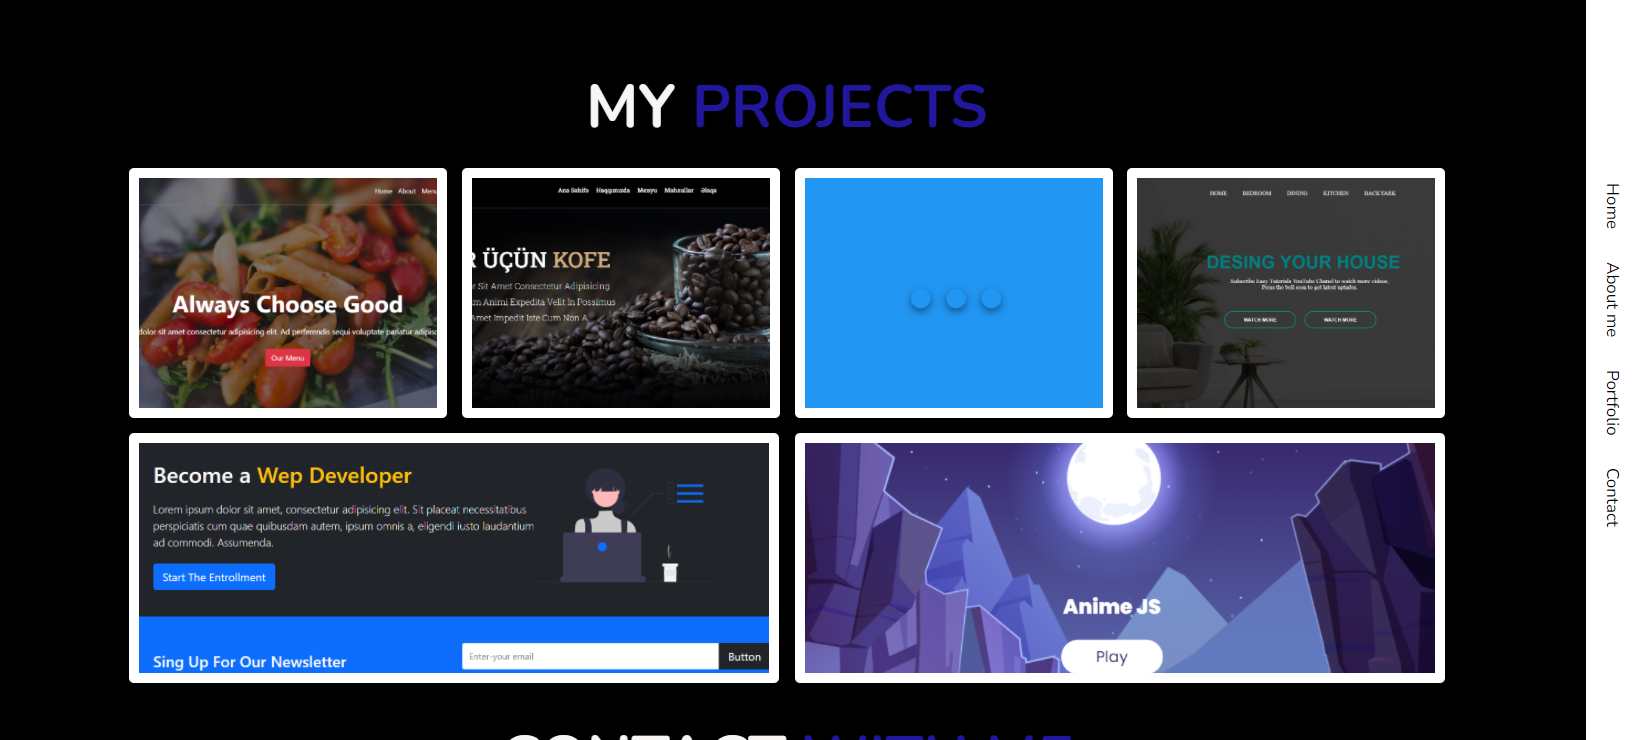 MY PROJECTS
Home About Menu
Always Choose Good
dolor sit amet consectetur adipisicing elit. Ad perferendis sequi voluptate pariatur adipisc
Our Menu
Ana Səhifə Haqqımızda Menyu Məhsullar Əlaqə
R ÜÇÜN KOFE
r Sit Amet Consectetur Adipisicing
m Animi Expedita Velit In Possimus
Amet Impedit Iste Cum Non A
HOME BEDROOM DINING KITCHEN BACKYARK
DESING YOUR HOUSE
Subscribe Easy Tutorials YouTube Chanel to watch more videos,
Press the bell icon to get latest uptades.
WATCH MORE WATCH MORE
Become a Wep Developer
Lorem ipsum dolor sit amet, consectetur adipisicing elit. Sit placeat necessitatibus
perspiciatis cum quae quibusdam autem, ipsum omnis a, eligendi iusto laudantium
ad commodi. Assumenda.
Start The Entrollment
Sing Up For Our Newsletter
Enter-your email
Button
Anime JS
Play
CONTACT WITH ME
Home
About me
Portfolio
Contact